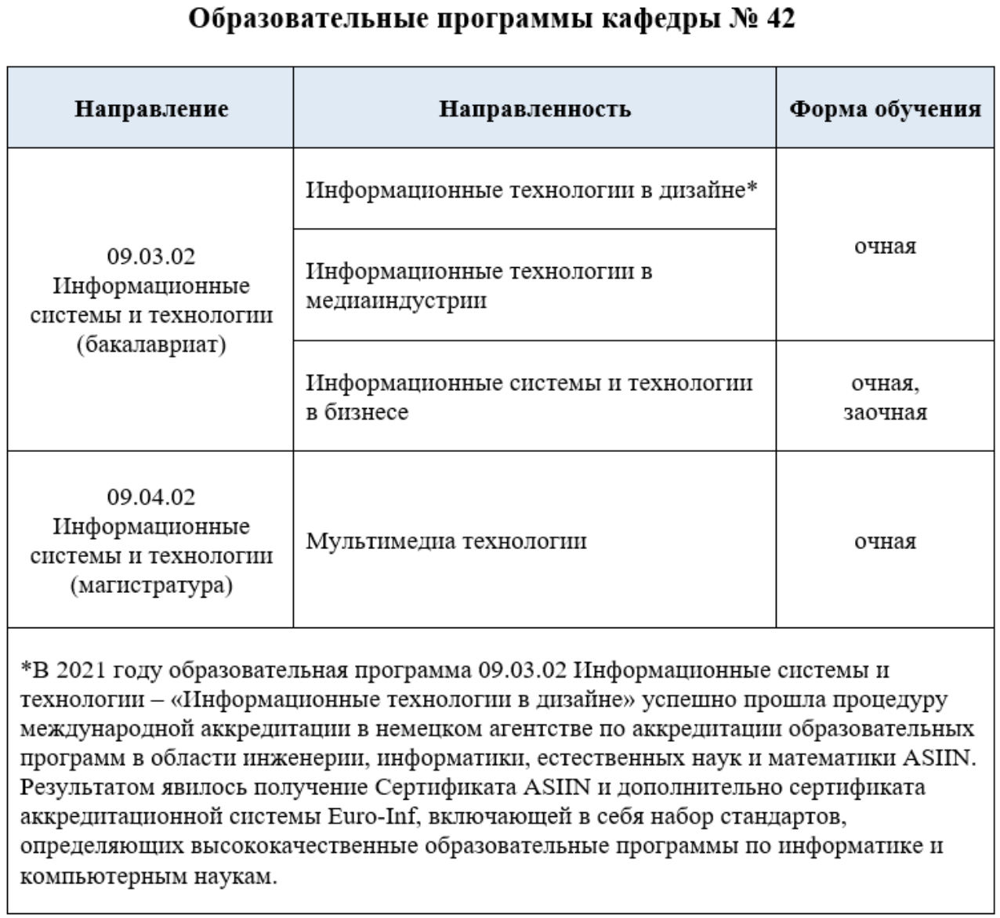 Образовательные программы кафедры № 42
Направление
Направленность
Форма обучения
09.03.02
Информационные
системы и технологии
(бакалавриат)
Информационные технологии в дизайне*
Информационные технологии в
медиаиндустрии
очная
Информационные системы и технологии
в бизнесе
очная,
заочная
09.04.02
Информационные
системы и технологии
(магистратура)
Мультимедиа технологии
очная
*В 2021 году образовательная программа 09.03.02 Информационные системы и
технологии – «Информационные технологии в дизайне» успешно прошла процедуру
международной аккредитации в немецком агентстве по аккредитации образовательных
программ в области инженерии, информатики, естественных наук и математики ASIIN.
Результатом явилось получение Сертификата ASIIN и дополнительно сертификата
аккредитационной системы Euro-Inf, включающей в себя набор стандартов,
определяющих высококачественные образовательные программы по информатике и
компьютерным наукам.